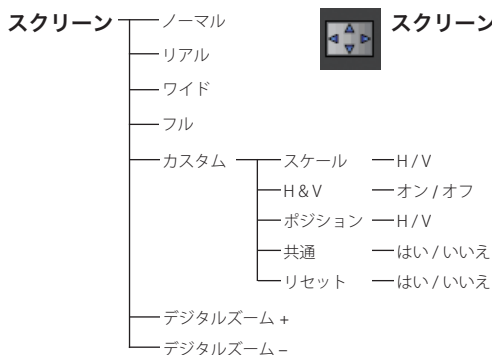 スクリーン ノーマル
リアル
ワイド
フル
カスタム スケール H / V
H & V オン / オフ
ポジション H / V
共通 はい / いいえ
リセット はい / いいえ
デジタルズーム +
デジタルズーム –
スクリーン